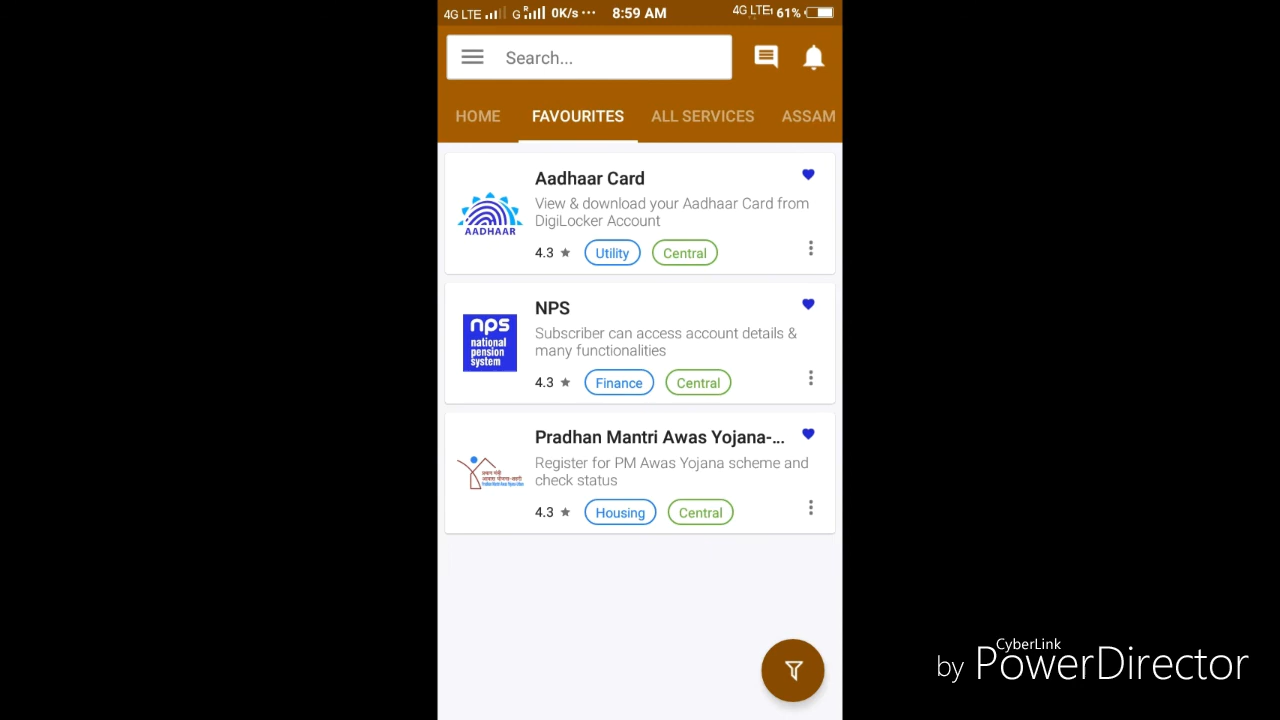 4G LTE G R 0K/s ··· 8:59 AM 4G LTE 61%
Search...
HOME FAVOURITES ALL SERVICES ASSAM
Aadhaar Card
View & download your Aadhaar Card from
DigiLocker Account
AADHAAR
4.3 ★ Utility Central
NPS
nps
national
pension
system
Subscriber can access account details &
many functionalities
4.3 ★ Finance Central
Pradhan Mantri Awas Yojana-...
Register for PM Awas Yojana scheme and
check status
4.3 ★ Housing Central
CyberLink
by PowerDirector